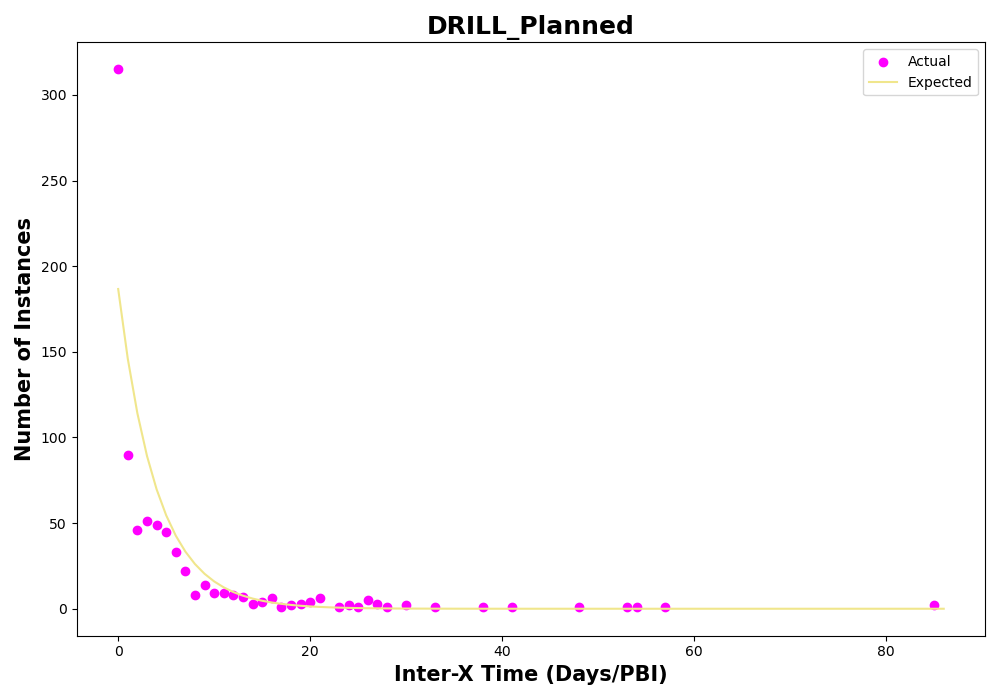 DRILL_Planned
Actual
Expected
Number of Instances
300
250
200
150
100
50
0
0 20 40 60 80
Inter-X Time (Days/PBI)